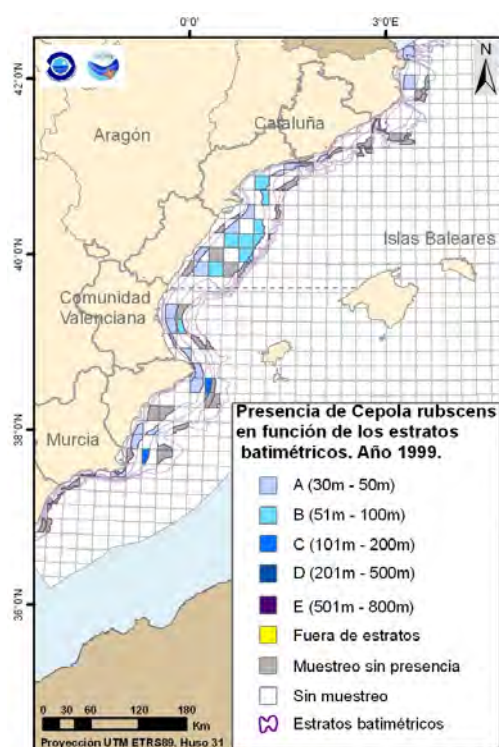 0°0' 3°0'E
42°0'N
N
Aragón
Cataluña
40°0'N
Islas Baleares
Comunidad
Valenciana
38°0'N
Murcia
36°0'N
Presencia de Cepola rubscens
en función de los estratos
batimétricos. Año 1999.
A (30m - 50m)
B (51m - 100m)
C (101m - 200m)
D (201m - 500m)
E (501m - 800m)
Fuera de estratos
Muestreo sin presencia
Sin muestreo
Estratos batimétricos
0 30 60 120 180
Km
Proyección UTM ETRS89. Huso 31